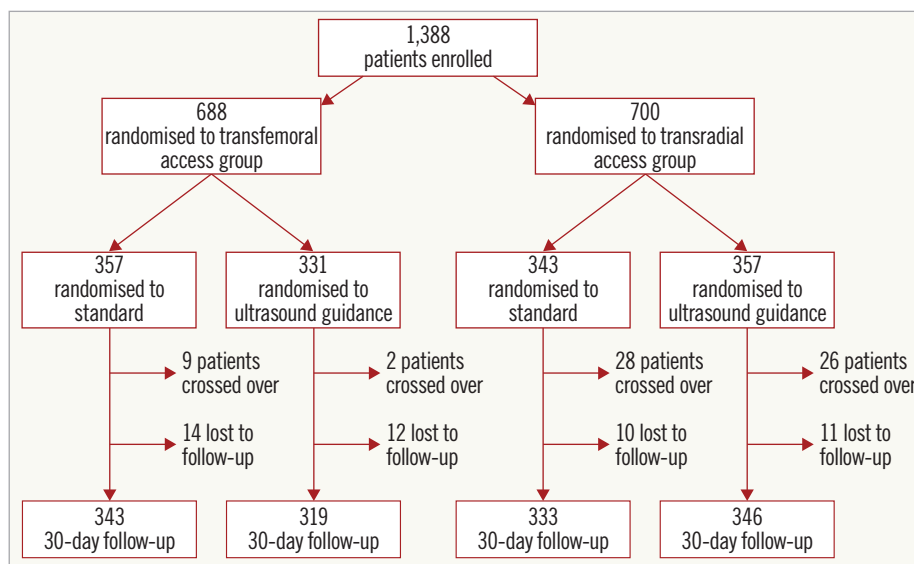 1,388
patients enrolled
688
randomised to transfemoral
access group
700
randomised to transradial
access group
357
randomised to
standard
331
randomised to
ultrasound guidance
343
randomised to
standard
357
randomised to
ultrasound guidance
9 patients
crossed over
2 patients
crossed over
28 patients
crossed over
26 patients
crossed over
14 lost to
follow-up
12 lost to
follow-up
10 lost to
follow-up
11 lost to
follow-up
343
30-day follow-up
319
30-day follow-up
333
30-day follow-up
346
30-day follow-up